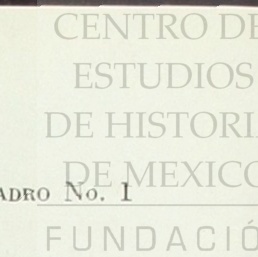 CENTRO DE
ESTUDIOS
DE HISTORI
DE MEXICO
ADRO No. 1
FUNDACIÓ